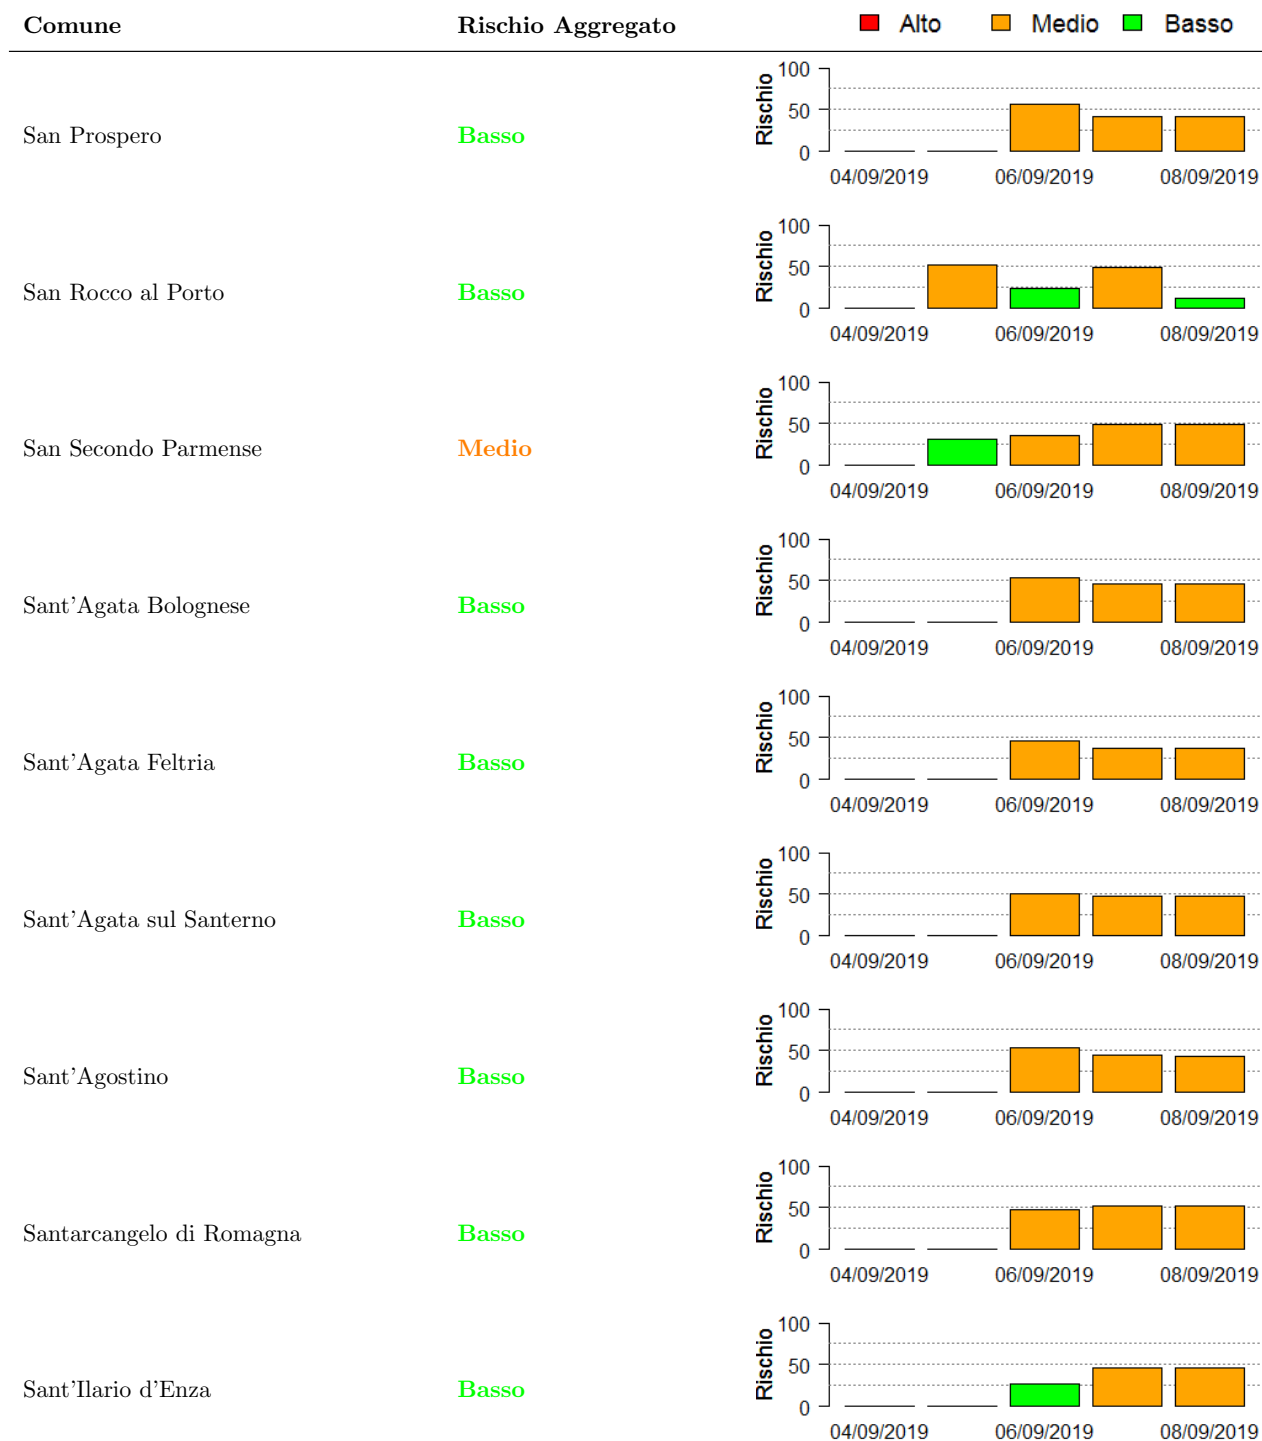 Comune Rischio Aggregato Alto Medio Basso
San Prospero Basso Rischio 100 50 0
04/09/2019 06/09/2019 08/09/2019
San Rocco al Porto Basso Rischio 100 50 0
04/09/2019 06/09/2019 08/09/2019
San Secondo Parmense Medio Rischio 100 50 0
04/09/2019 06/09/2019 08/09/2019
Sant'Agata Bolognese Basso Rischio 100 50 0
04/09/2019 06/09/2019 08/09/2019
Sant'Agata Feltria Basso Rischio 100 50 0
04/09/2019 06/09/2019 08/09/2019
Sant'Agata sul Santerno Basso Rischio 100 50 0
04/09/2019 06/09/2019 08/09/2019
Sant'Agostino Basso Rischio 100 50 0
04/09/2019 06/09/2019 08/09/2019
Santarcangelo di Romagna Basso Rischio 100 50 0
04/09/2019 06/09/2019 08/09/2019
Sant'Ilario d'Enza Basso Rischio 100 50 0
04/09/2019 06/09/2019 08/09/2019